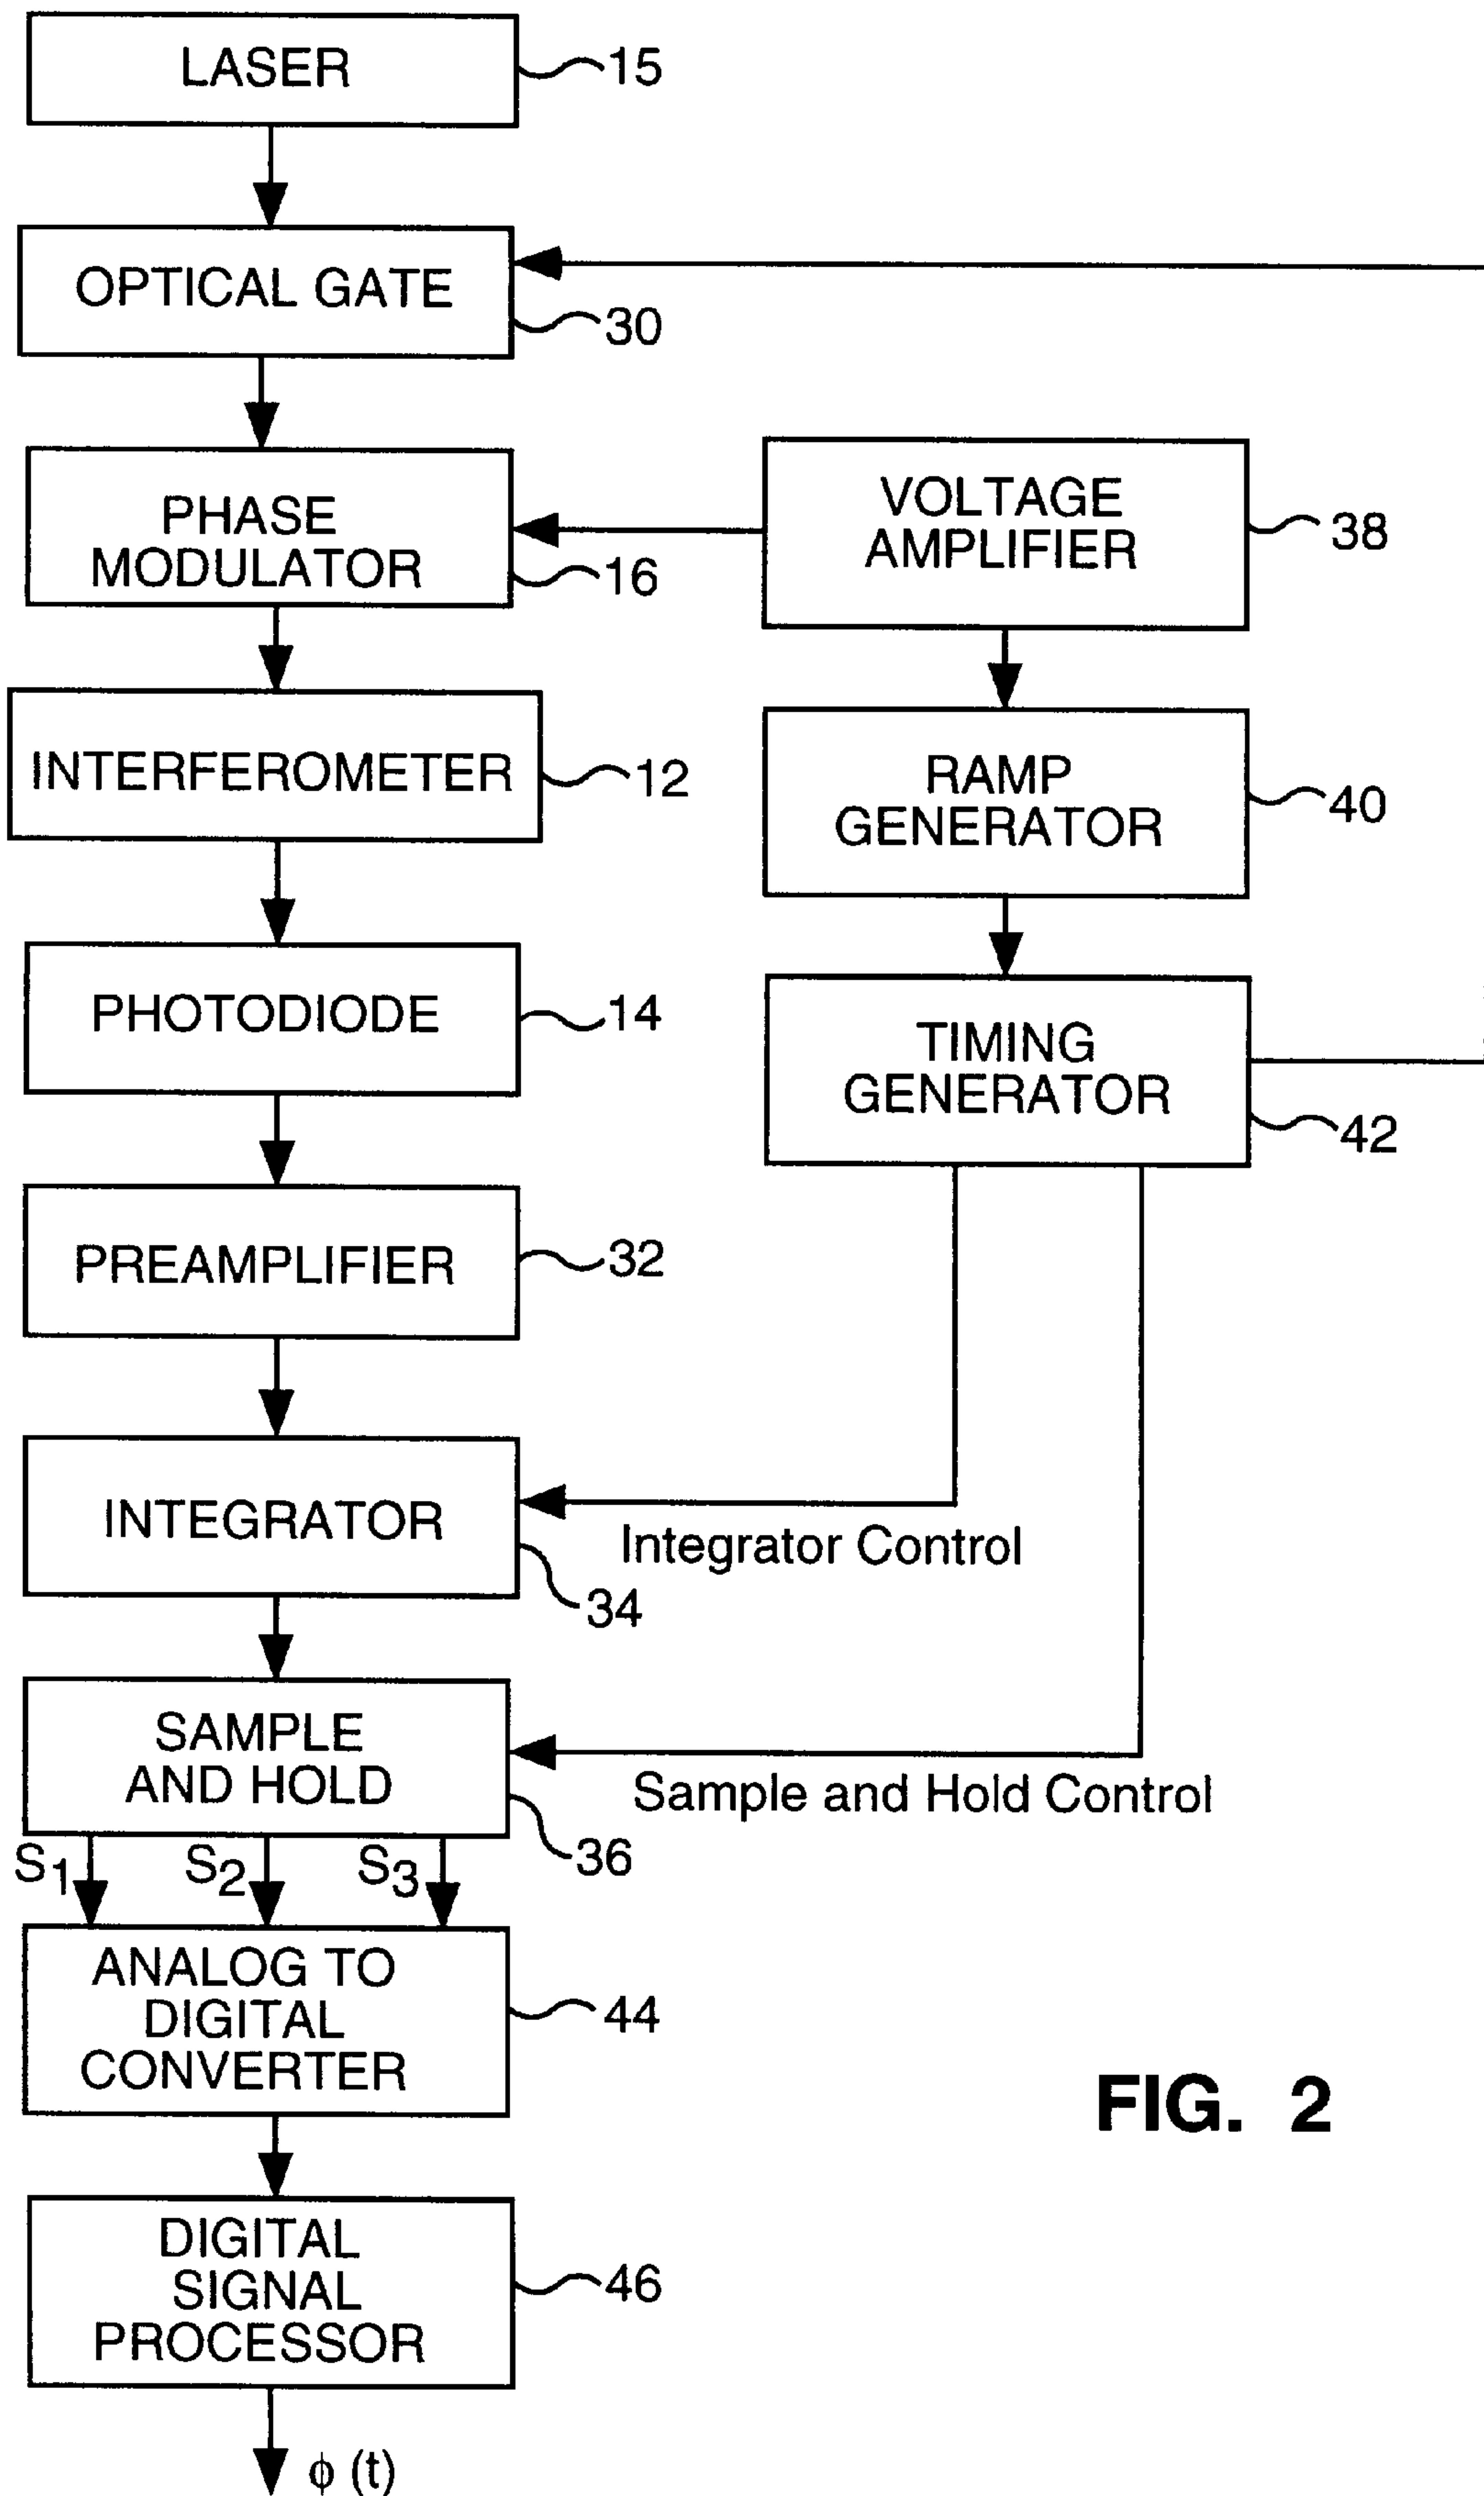 LASER
15
OPTICAL GATE
30
PHASE
MODULATOR
16
VOLTAGE
AMPLIFIER
38
INTERFEROMETER
12
RAMP
GENERATOR
40
PHOTODIODE
14
TIMING
GENERATOR
42
PREAMPLIFIER
32
INTEGRATOR
Integrator Control
34
SAMPLE
AND HOLD
Sample and Hold Control
36
S1 S2 S3
ANALOG TO
DIGITAL
CONVERTER
44
FIG. 2
DIGITAL
SIGNAL
PROCESSOR
46
ϕ (t)